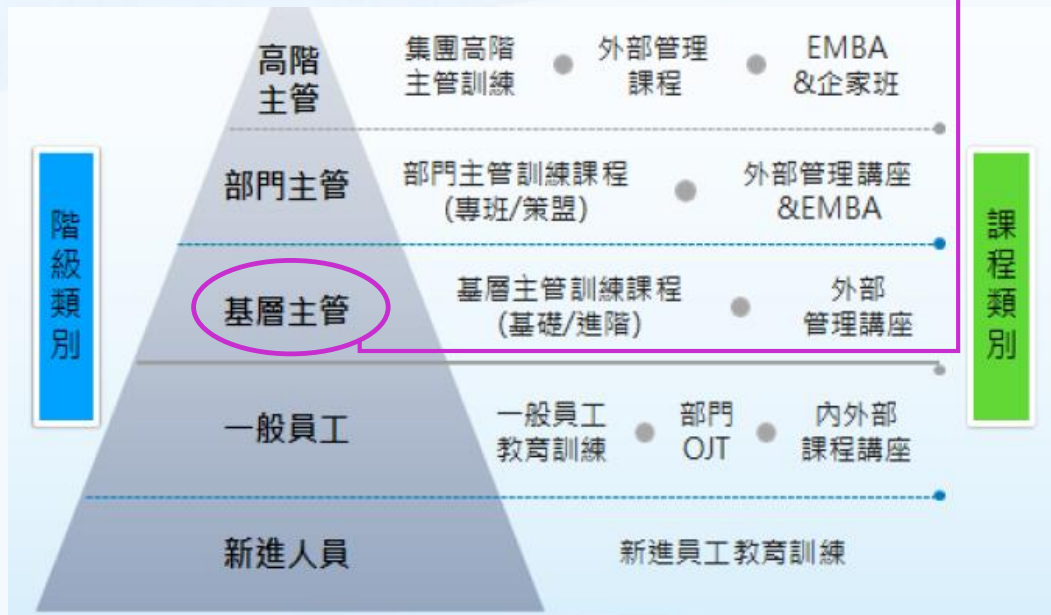 階級類別
高階
主管
集團高階
主管訓練
外部管理
課程
EMBA
&企家班
部門主管
部門主管訓練課程
(專班/策盟)
外部管理講座
&EMBA
基層主管
基層主管訓練課程
(基礎/進階)
外部
管理講座
一般員工
一般員工
教育訓練
部門
OJT
內外部
課程講座
新進人員
新進員工教育訓練
課程類別